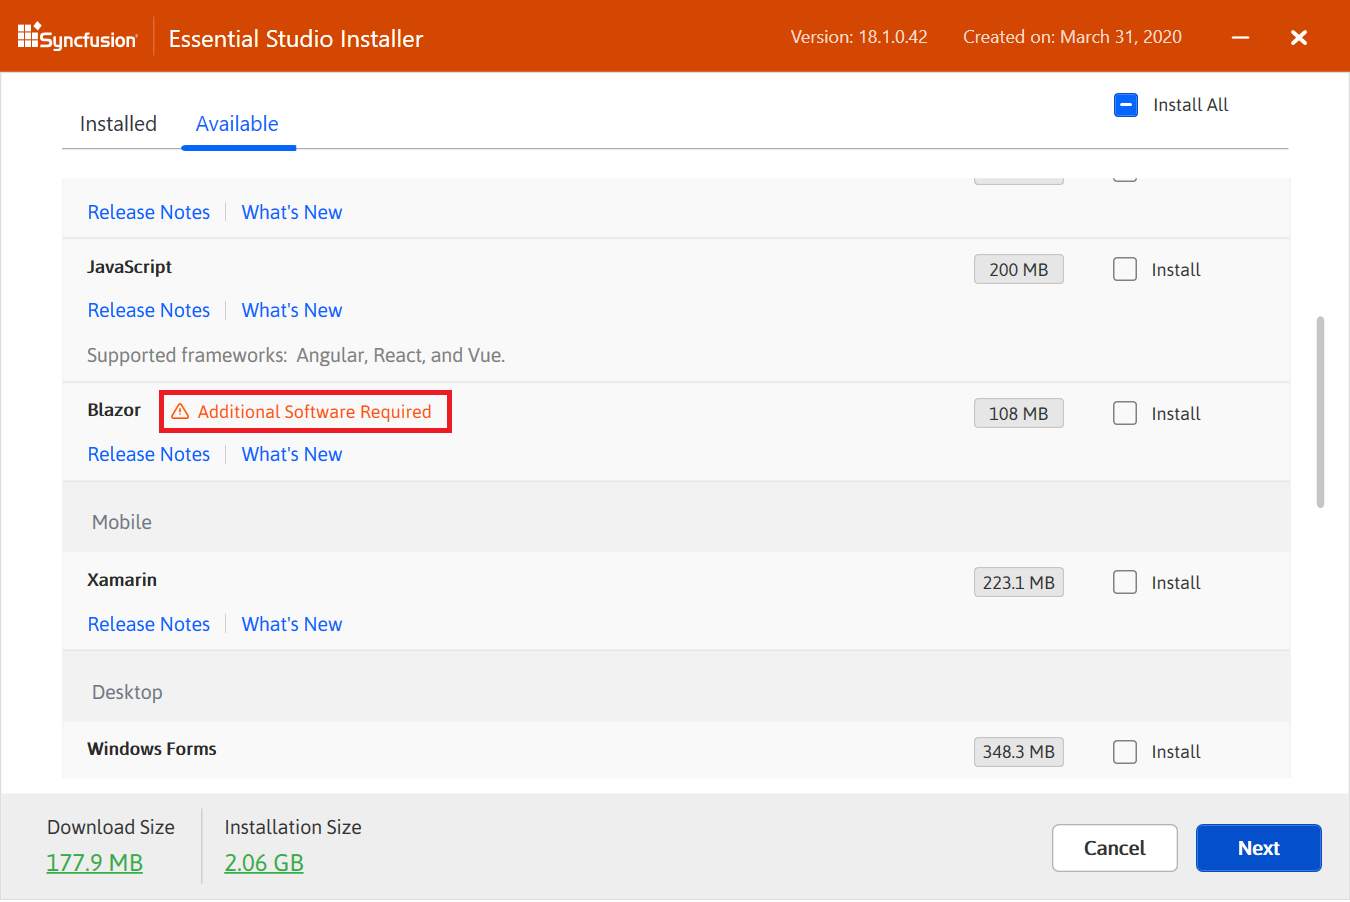 Syncfusion
Essential Studio Installer
Version: 18.1.0.42
Created on: March 31, 2020
Installed
Available
Install All
Release Notes
What's New
JavaScript
200 MB
Install
Release Notes
What's New
Supported frameworks: Angular, React, and Vue.
Blazor
Additional Software Required
108 MB
Install
Release Notes
What's New
Mobile
Xamarin
223.1 MB
Install
Release Notes
What's New
Desktop
Windows Forms
348.3 MB
Install
Download Size
177.9 MB
Installation Size
2.06 GB
Cancel
Next